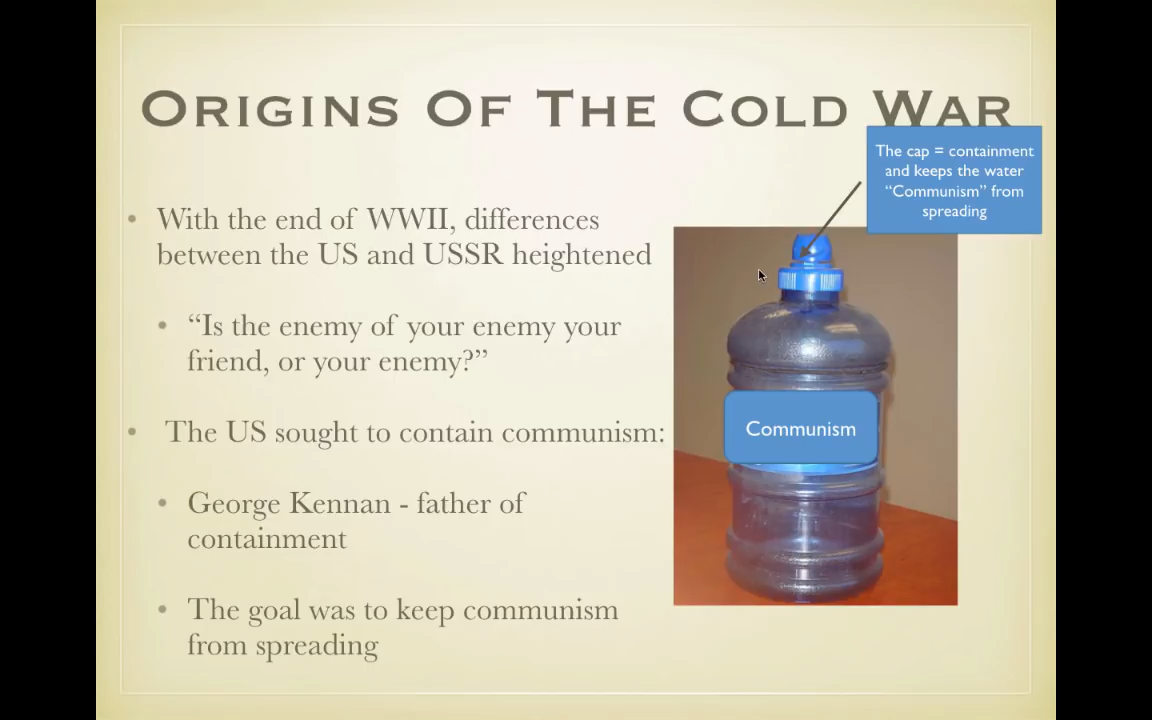 Origins Of The Cold War
The cap = containment
and keeps the water
“Communism” from
spreading
• With the end of WWII, differences
between the US and USSR heightened
• “Is the enemy of your enemy your
friend, or your enemy?”
• The US sought to contain communism:
• George Kennan - father of
containment
• The goal was to keep communism
from spreading
Communism